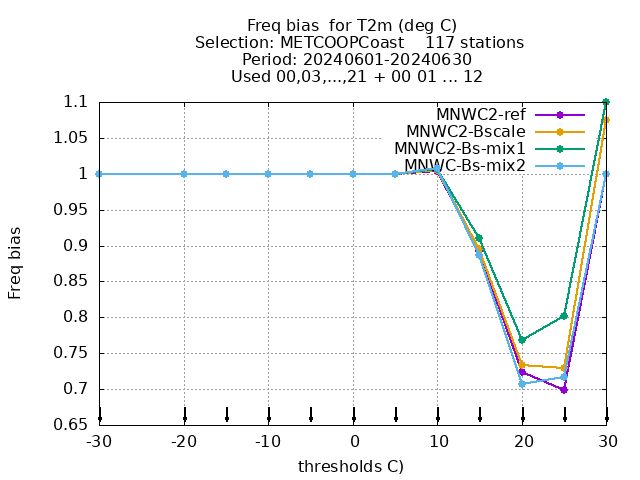 Freq bias  for T2m (deg C)
Selection: METCOOPCoast    117 stations
Period: 20240601-20240630
Used 00,03,...,21 + 00 01 ... 12
MNWC2-ref
MNWC2-Bscale
MNWC2-Bs-mix1
MNWC-Bs-mix2
1.1
1.05
1
0.95
0.9
0.85
0.8
0.75
0.7
0.65
Freq bias
-30 -20 -10 0 10 20 30
thresholds C)